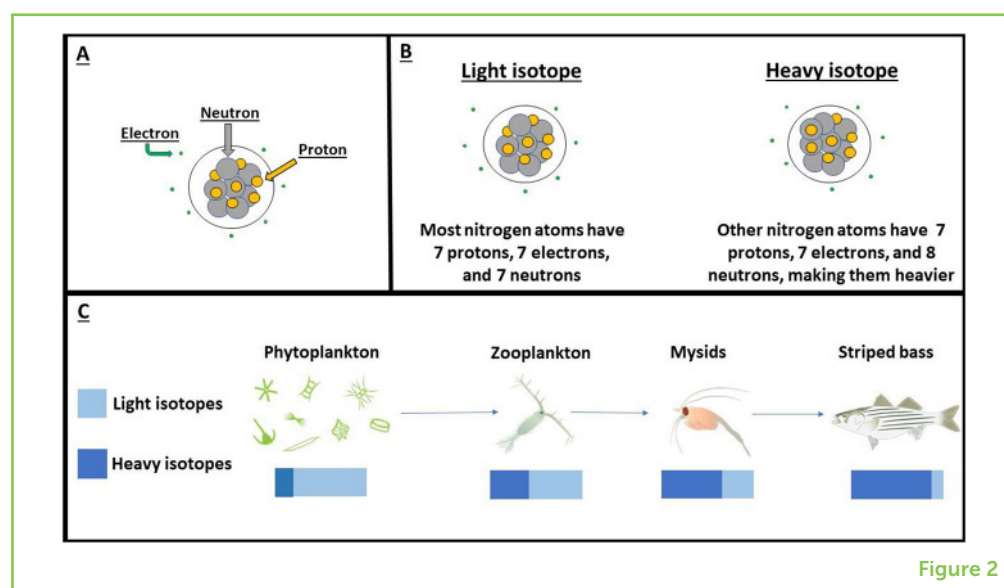 A
Neutron
Electron
Proton
B
Light isotope
Heavy isotope
Most nitrogen atoms have
7 protons, 7 electrons,
and 7 neutrons
Other nitrogen atoms have 7
protons, 7 electrons, and 8
neutrons, making them heavier
C
Phytoplankton
Zooplankton
Mysids
Striped bass
Light isotopes
Heavy isotopes
Figure 2